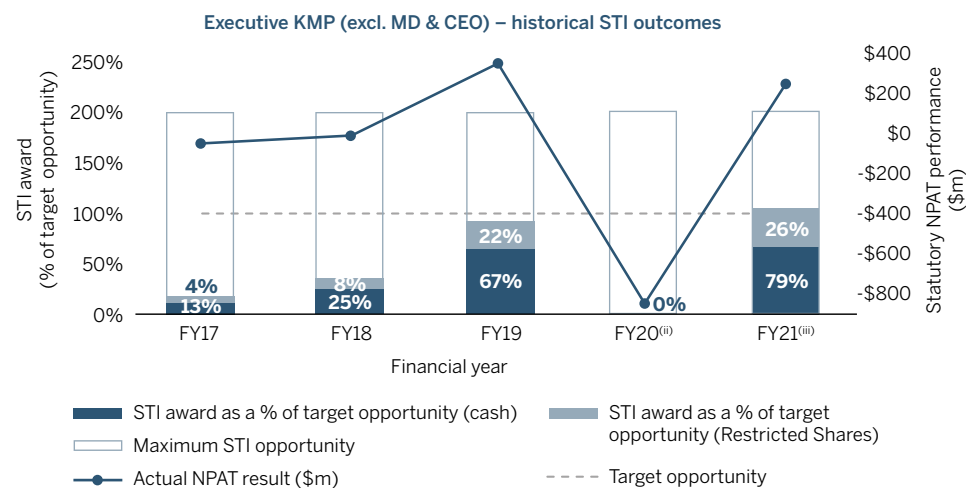 Executive KMP (excl. MD & CEO) – historical STI outcomes
STI award
(% of target opportunity)
250%
200%
150%
100%
50%
0%
$400
$200
$0
-$200
-$400
-$600
-$800
Statutory NPAT performance
($m)
4%
13%
8%
25%
22%
67%
0%
26%
79%
FY17
FY18
FY19
FY20(ii)
FY21(iii)
Financial year
STI award as a % of target opportunity (cash)
STI award as a % of target
opportunity (Restricted Shares)
Maximum STI opportunity
Actual NPAT result ($m)
Target opportunity